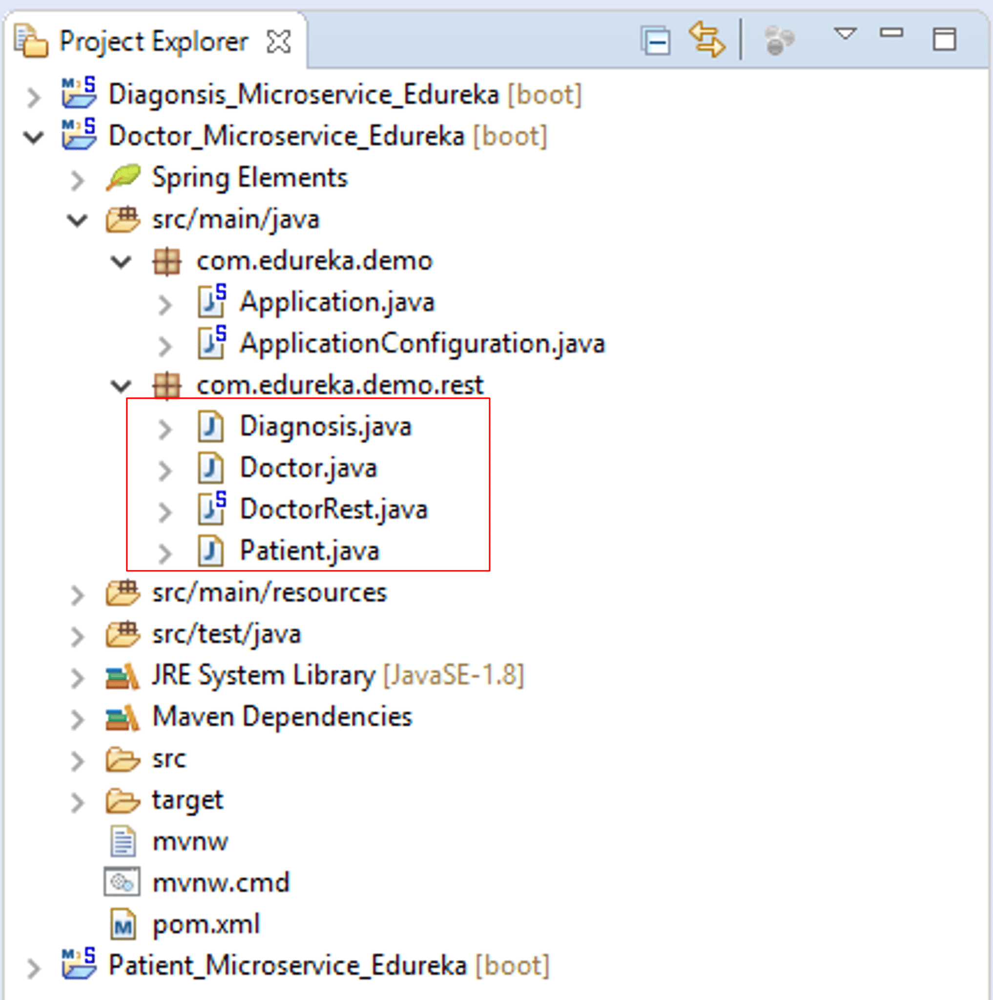 Project Explorer
Diagonsis_Microservice_Edureka [boot]
Doctor_Microservice_Edureka [boot]
Spring Elements
src/main/java
com.edureka.demo
Application.java
ApplicationConfiguration.java
com.edureka.demo.rest
Diagnosis.java
Doctor.java
DoctorRest.java
Patient.java
src/main/resources
src/test/java
JRE System Library [JavaSE-1.8]
Maven Dependencies
src
target
mvnw
mvnw.cmd
pom.xml
Patient_Microservice_Edureka [boot]